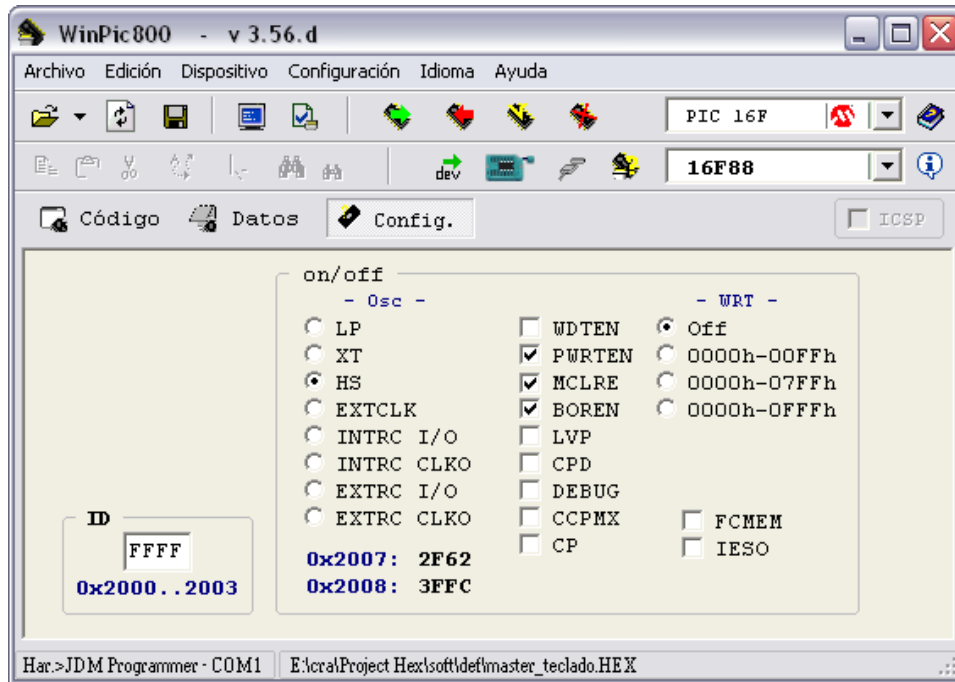 WinPic800 - v 3.56.d
Archivo Edición Dispositivo Configuración Idioma Ayuda
PIC 16F
dev
16F88
Código Datos Config. ICSP
on/off
- Osc - - WRT -
LP WDTEN Off
XT PWRTEN 0000h-00FFh
HS MCLRE 0000h-07FFh
EXTCLK BOREN 0000h-0FFFh
INTRC I/O LVP
INTRC CLKO CPD
EXTRC I/O DEBUG
EXTRC CLKO CCPMX FCMEM
CP IESO
ID
FFFF
0x2000..2003
0x2007: 2F62
0x2008: 3FFC
Har.>JDM Programmer - COM1 E:\cra\Project Hex\soft\def\master_teclado.HEX